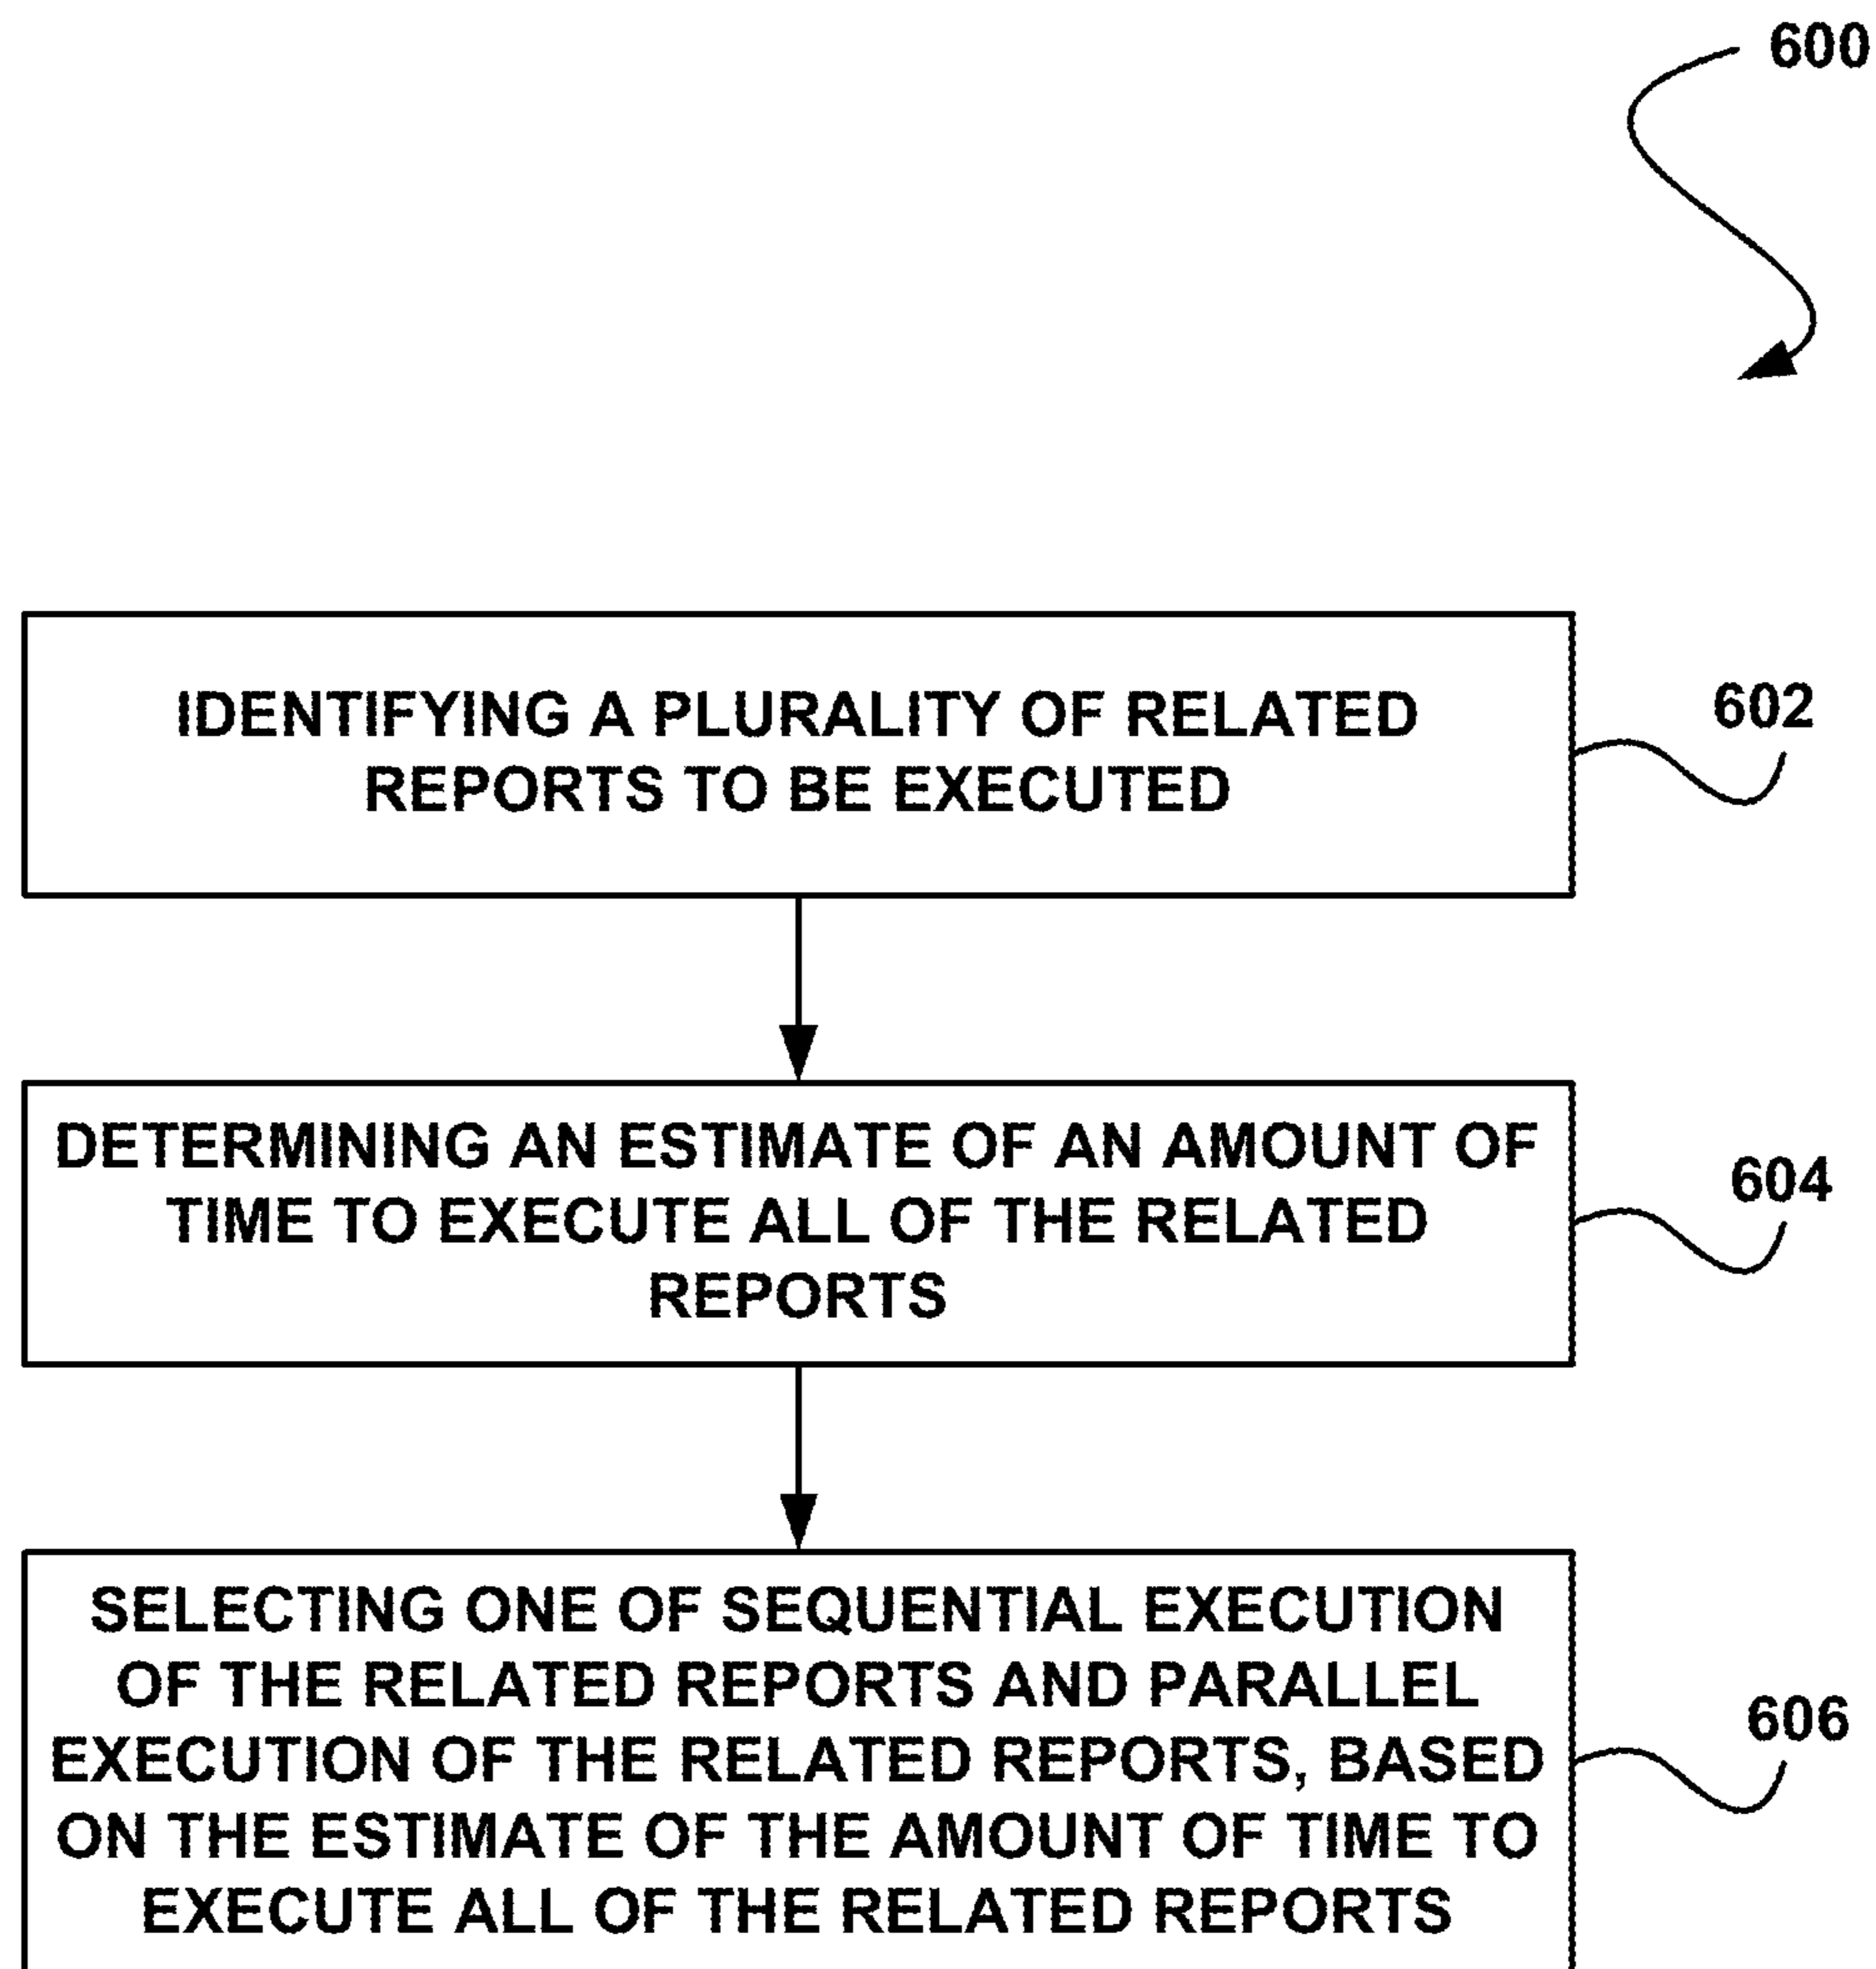 600
IDENTIFYING A PLURALITY OF RELATED
REPORTS TO BE EXECUTED
602
DETERMINING AN ESTIMATE OF AN AMOUNT OF
TIME TO EXECUTE ALL OF THE RELATED
REPORTS
604
SELECTING ONE OF SEQUENTIAL EXECUTION
OF THE RELATED REPORTS AND PARALLEL
EXECUTION OF THE RELATED REPORTS, BASED
ON THE ESTIMATE OF THE AMOUNT OF TIME TO
EXECUTE ALL OF THE RELATED REPORTS
606